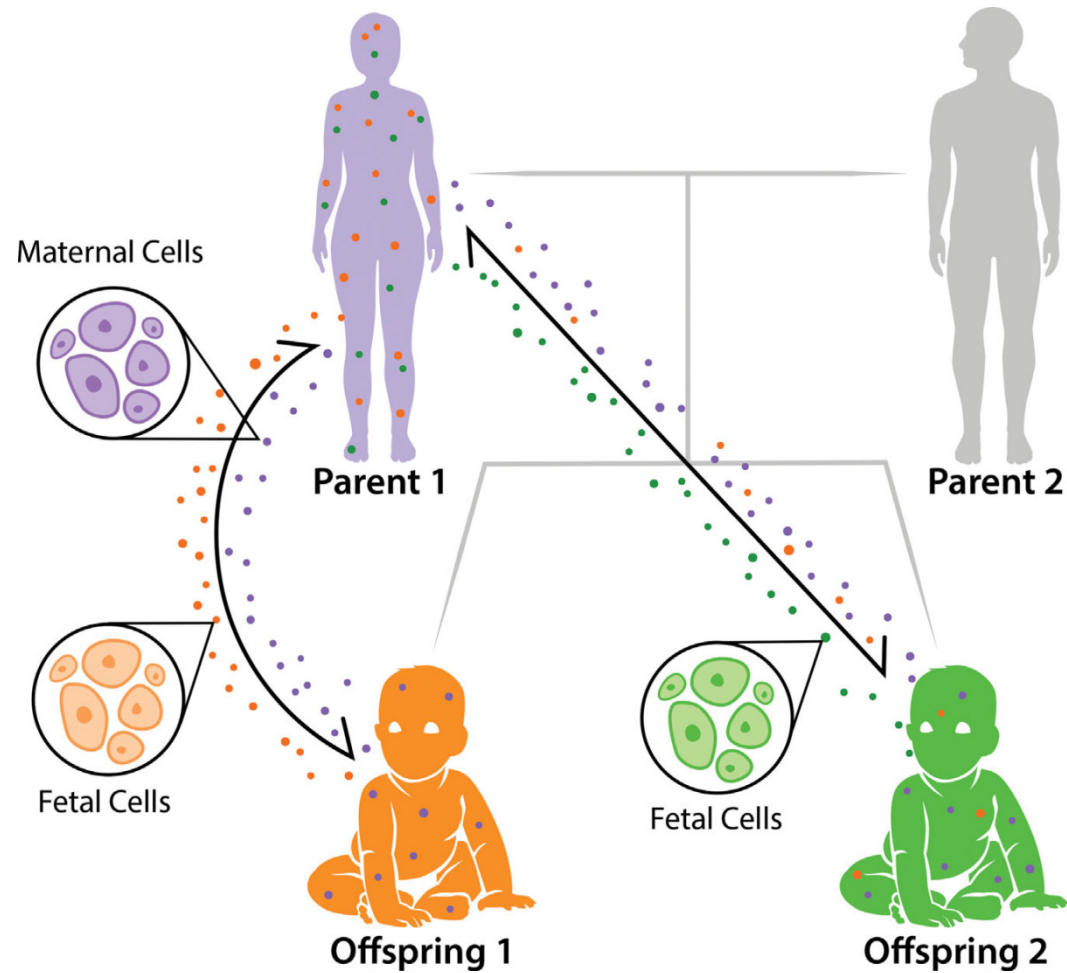 Maternal Cells
Parent 1
Parent 2
Fetal Cells
Fetal Cells
Offspring 1
Offspring 2